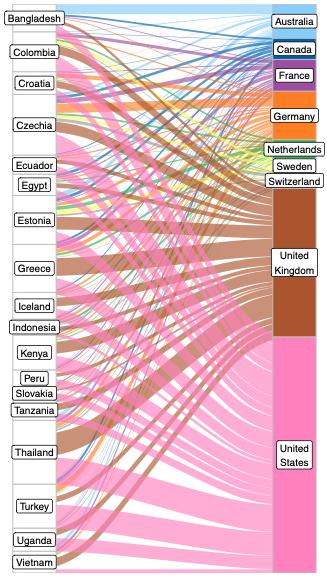 Bangladesh
Colombia
Croatia
Czechia
Ecuador
Egypt
Estonia
Greece
Iceland
Indonesia
Kenya
Peru
Slovakia
Tanzania
Thailand
Turkey
Uganda
Vietnam
Australia
Canada
France
Germany
Netherlands
Sweden
Switzerland
United
Kingdom
United
States